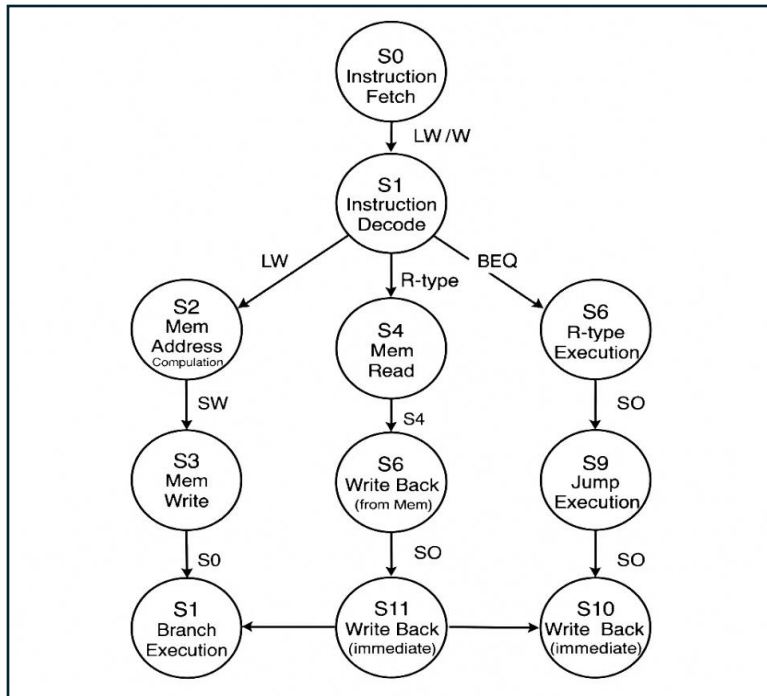 S0
Instruction
Fetch
LW/W
S1
Instruction
Decode
LW
R-type
BEQ
S2
Mem
Address
Compulation
S4
Mem
Read
S6
R-type
Execution
SW
S4
SO
S3
Mem
Write
S6
Write Back
(from Mem)
S9
Jump
Execution
S0
SO
SO
S1
Branch
Execution
S11
Write Back
(immediate)
S10
Write Back
(immediate)